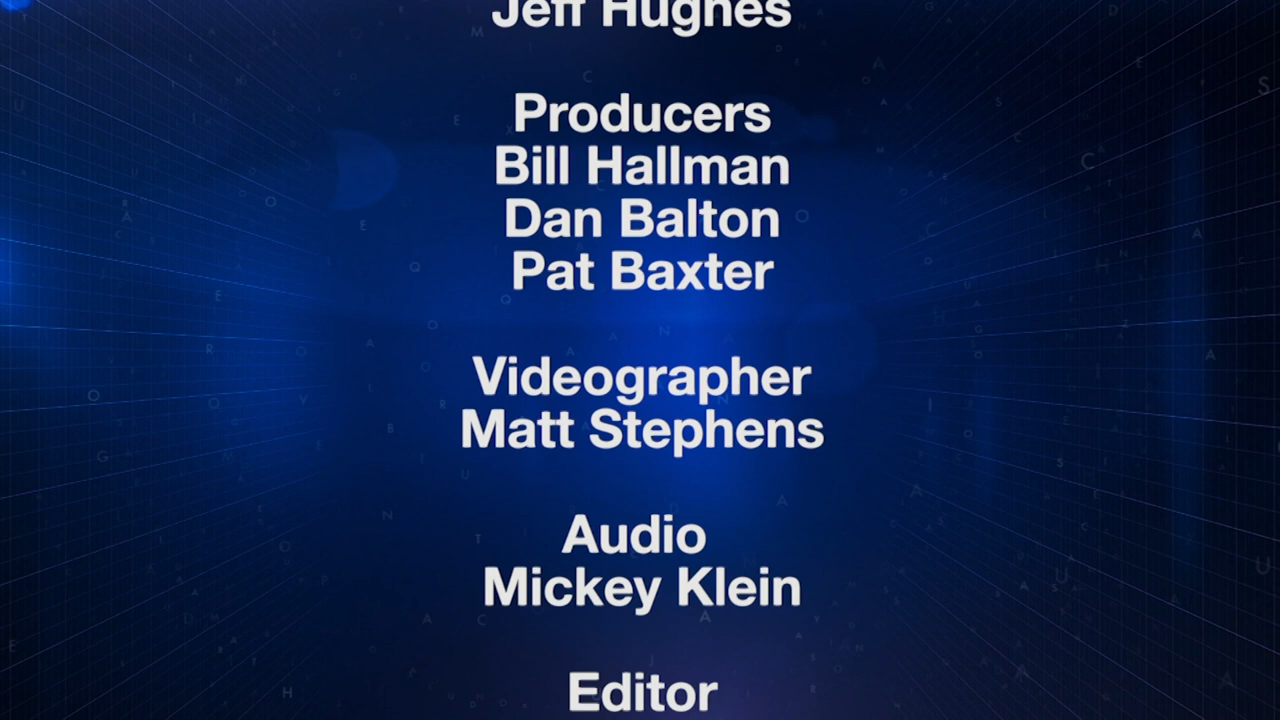 Jeff Hughes
Producers
Bill Hallman
Dan Balton
Pat Baxter
Videographer
Matt Stephens
Audio
Mickey Klein
Editor